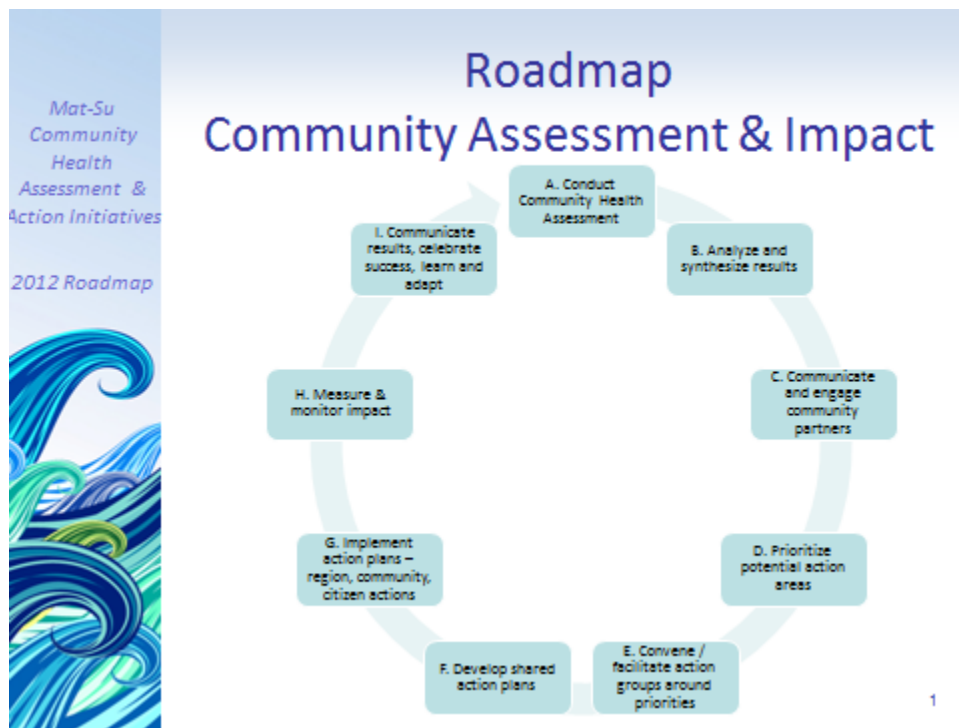 Mat-Su
Community
Health
Assessment &
Action Initiatives
2012 Roadmap
Roadmap
Community Assessment & Impact
A. Conduct
Community Health
Assessment
B. Analyze and
synthesize results
C. Communicate
and engage
community
partners
D. Prioritize
potential action
areas
E. Convene /
facilitate action
groups around
priorities
F. Develop shared
action plans
G. Implement
action plans –
region, community,
citizen actions
H. Measure &
monitor impact
I. Communicate
results, celebrate
success, learn and
adapt
1